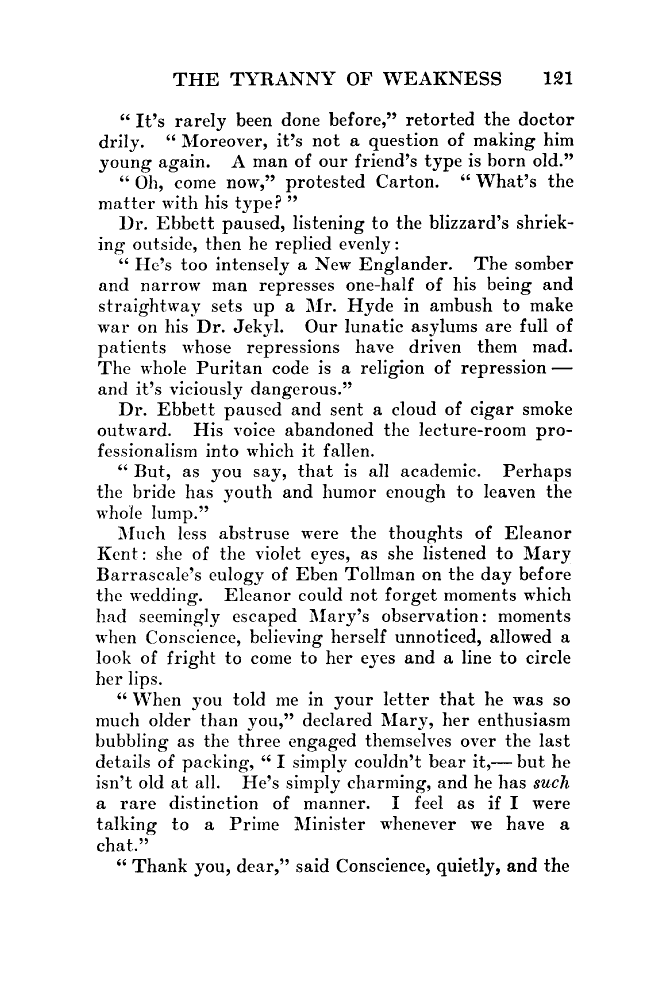 THE TYRANNY OF WEAKNESS 121
“ It's rarely been done before,” retorted the doctor
drily. “ Moreover, it's not a question of making him
young again. A man of our friend's type is born old.”
“ Oh, come now,” protested Carton. “ What's the
matter with his type? ”
Dr. Ebbett paused, listening to the blizzard's shriek-
ing outside, then he replied evenly:
“ He's too intensely a New Englander. The somber
and narrow man represses one-half of his being and
straightway sets up a Mr. Hyde in ambush to make
war on his Dr. Jekyl. Our lunatic asylums are full of
patients whose repressions have driven them mad.
The whole Puritan code is a religion of repression —
and it's viciously dangerous.”
Dr. Ebbett paused and sent a cloud of cigar smoke
outward. His voice abandoned the lecture-room pro-
fessionalism into which it fallen.
“ But, as you say, that is all academic. Perhaps
the bride has youth and humor enough to leaven the
whole lump.”
Much less abstruse were the thoughts of Eleanor
Kent: she of the violet eyes, as she listened to Mary
Barrascale's eulogy of Eben Tollman on the day before
the wedding. Eleanor could not forget moments which
had seemingly escaped Mary's observation: moments
when Conscience, believing herself unnoticed, allowed a
look of fright to come to her eyes and a line to circle
her lips.
“ When you told me in your letter that he was so
much older than you,” declared Mary, her enthusiasm
bubbling as the three engaged themselves over the last
details of packing, “ I simply couldn't bear it,— but he
isn't old at all. He's simply charming, and he has such
a rare distinction of manner. I feel as if I were
talking to a Prime Minister whenever we have a
chat.”
“ Thank you, dear,” said Conscience, quietly, and the